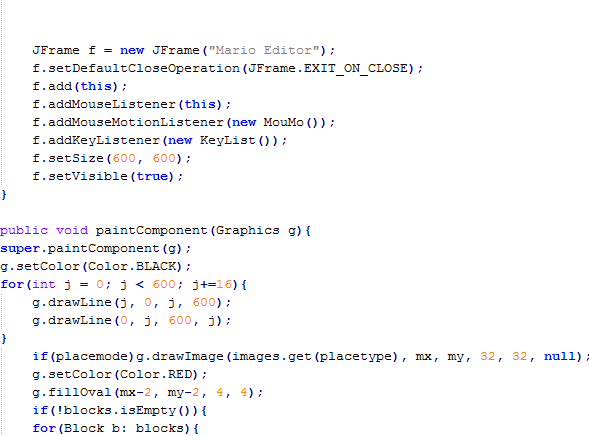 JFrame f = new JFrame("Mario Editor");
f.setDefaultCloseOperation(JFrame.EXIT_ON_CLOSE);
f.add(this);
f.addMouseListener(this);
f.addMouseMotionListener(new MouMo());
f.addKeyListener(new KeyList());
f.setSize(600, 600);
f.setVisible(true);
}
public void paintComponent(Graphics g){
super.paintComponent(g);
g.setColor(Color.BLACK);
for(int j = 0; j < 600; j+=16){
g.drawLine(j, 0, j, 600);
g.drawLine(0, j, 600, j);
}
if(placemode)g.drawImage(images.get(placetype), mx, my, 32, 32, null);
g.setColor(Color.RED);
g.fillOval(mx-2, my-2, 4, 4);
if(!blocks.isEmpty()){
for(Block b: blocks){